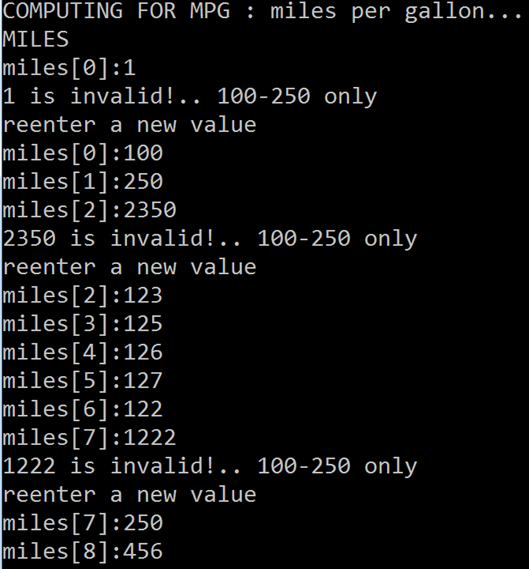 COMPUTING FOR MPG : miles per gallon...
MILES
miles[0]:1
1 is invalid!.. 100-250 only
reenter a new value
miles[0]:100
miles[1]:250
miles[2]:2350
2350 is invalid!.. 100-250 only
reenter a new value
miles[2]:123
miles[3]:125
miles[4]:126
miles[5]:127
miles[6]:122
miles[7]:1222
1222 is invalid!.. 100-250 only
reenter a new value
miles[7]:250
miles[8]:456